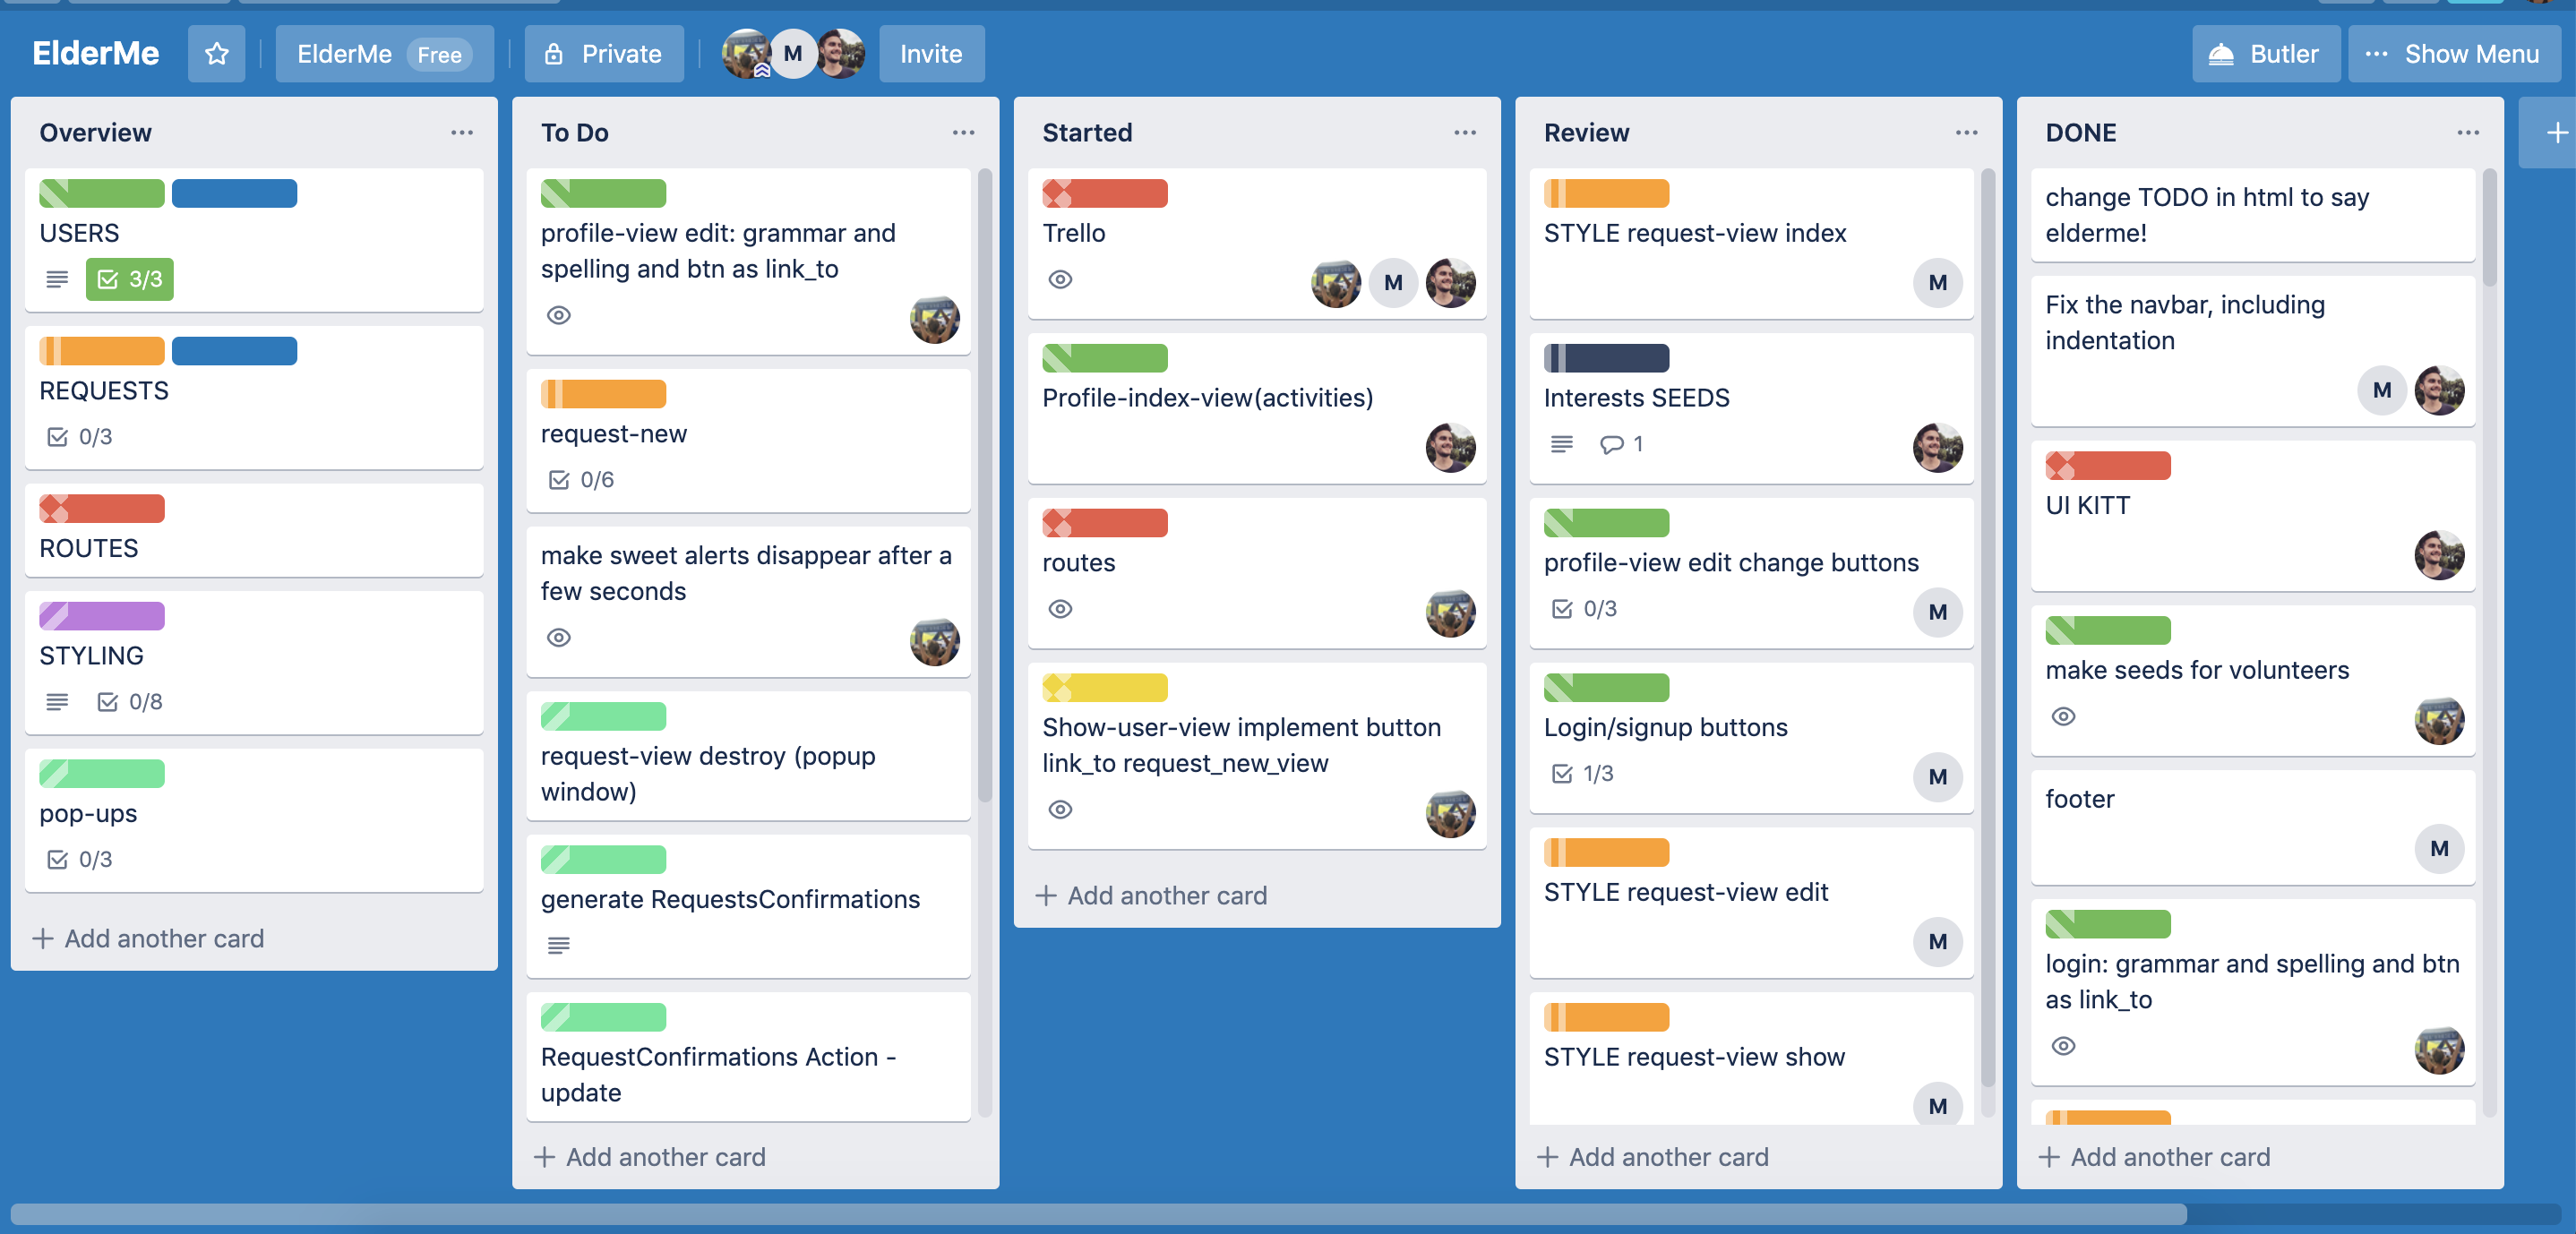 ElderMe
ElderMe Free
Private
M
Invite
Butler
Show Menu
Overview
USERS
3/3
REQUESTS
0/3
ROUTES
STYLING
0/8
pop-ups
0/3
Add another card
To Do
profile-view edit: grammar and
spelling and btn as link_to
request-new
0/6
make sweet alerts disappear after a
few seconds
request-view destroy (popup
window)
generate RequestsConfirmations
RequestConfirmations Action -
update
Add another card
Started
Trello
M
Profile-index-view(activities)
routes
Show-user-view implement button
link_to request_new_view
Add another card
Review
STYLE request-view index
M
Interests SEEDS
1
profile-view edit change buttons
0/3
M
Login/signup buttons
1/3
M
STYLE request-view edit
M
STYLE request-view show
M
Add another card
DONE
change TODO in html to say
elderme!
Fix the navbar, including
indentation
M
UI KITT
make seeds for volunteers
footer
M
login: grammar and spelling and btn
as link_to
Add another card